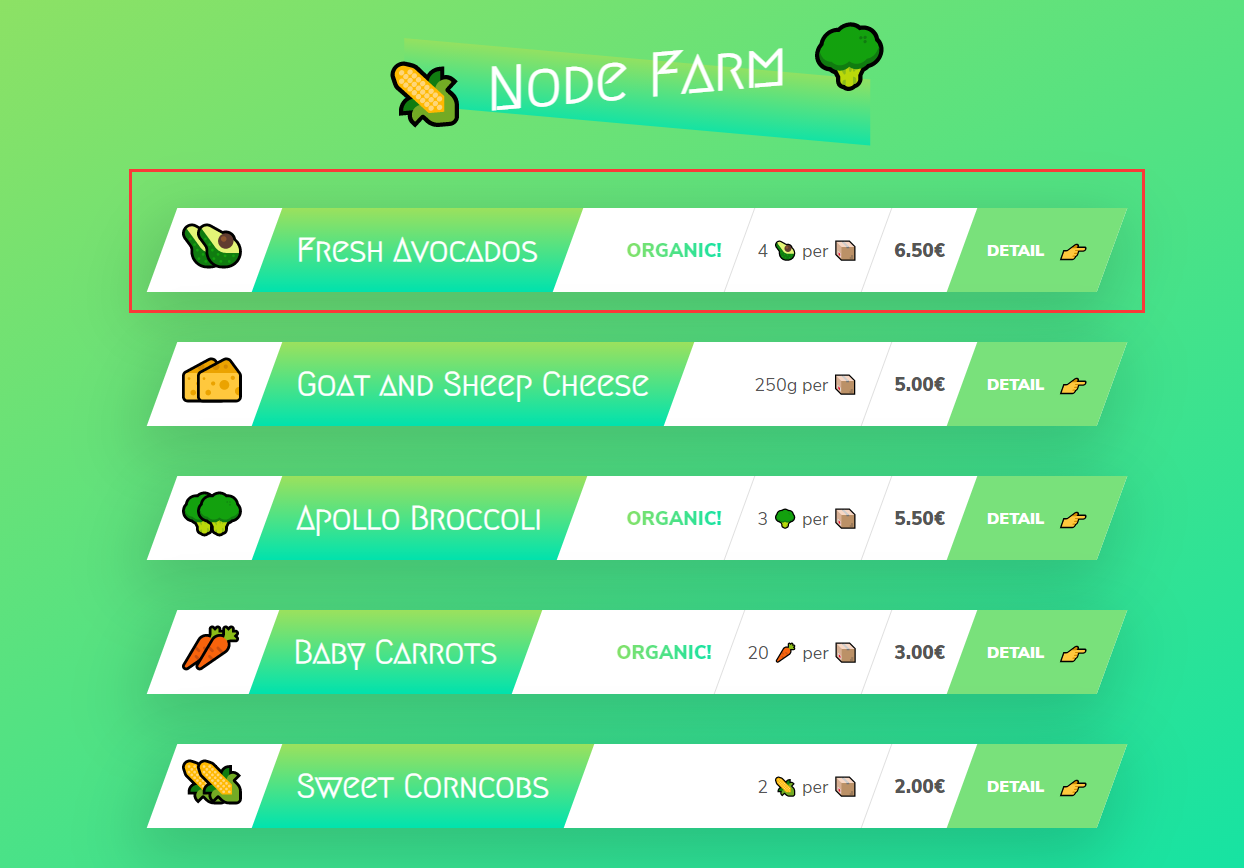 Node Farm
Fresh Avocados ORGANIC! 4 🥑 per 📦 6.50€ DETAIL 👉
Goat and Sheep Cheese 250g per 📦 5.00€ DETAIL 👉
Apollo Broccoli ORGANIC! 3 🥦 per 📦 5.50€ DETAIL 👉
Baby Carrots ORGANIC! 20 🥕 per 📦 3.00€ DETAIL 👉
Sweet Corncobs 2 🌽 per 📦 2.00€ DETAIL 👉